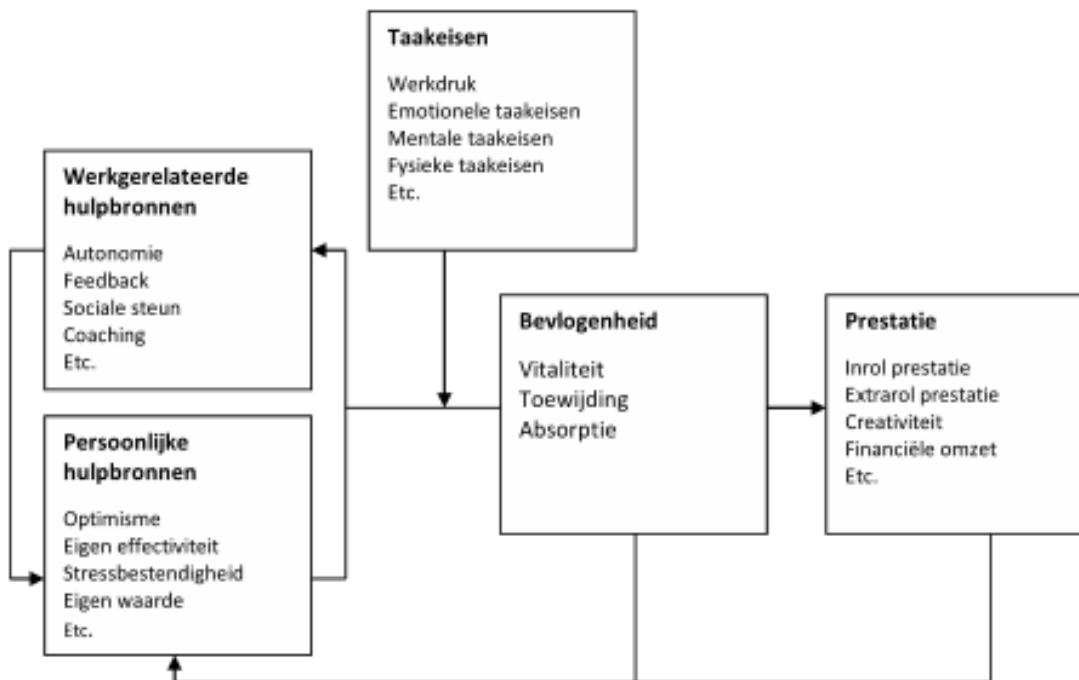 Taakeisen
Werkdruk
Emotionele taakeisen
Mentale taakeisen
Fysieke taakeisen
Etc.
Werkgerelateerde
hulpbronnen
Autonomie
Feedback
Sociale steun
Coaching
Etc.
Persoonlijke
hulpbronnen
Optimisme
Eigen effectiviteit
Stressbestendigheid
Eigen waarde
Etc.
Bevlogenheid
Vitaliteit
Toewijding
Absorptie
Prestatie
Inrol prestatie
Extrarol prestatie
Creativiteit
Financiële omzet
Etc.